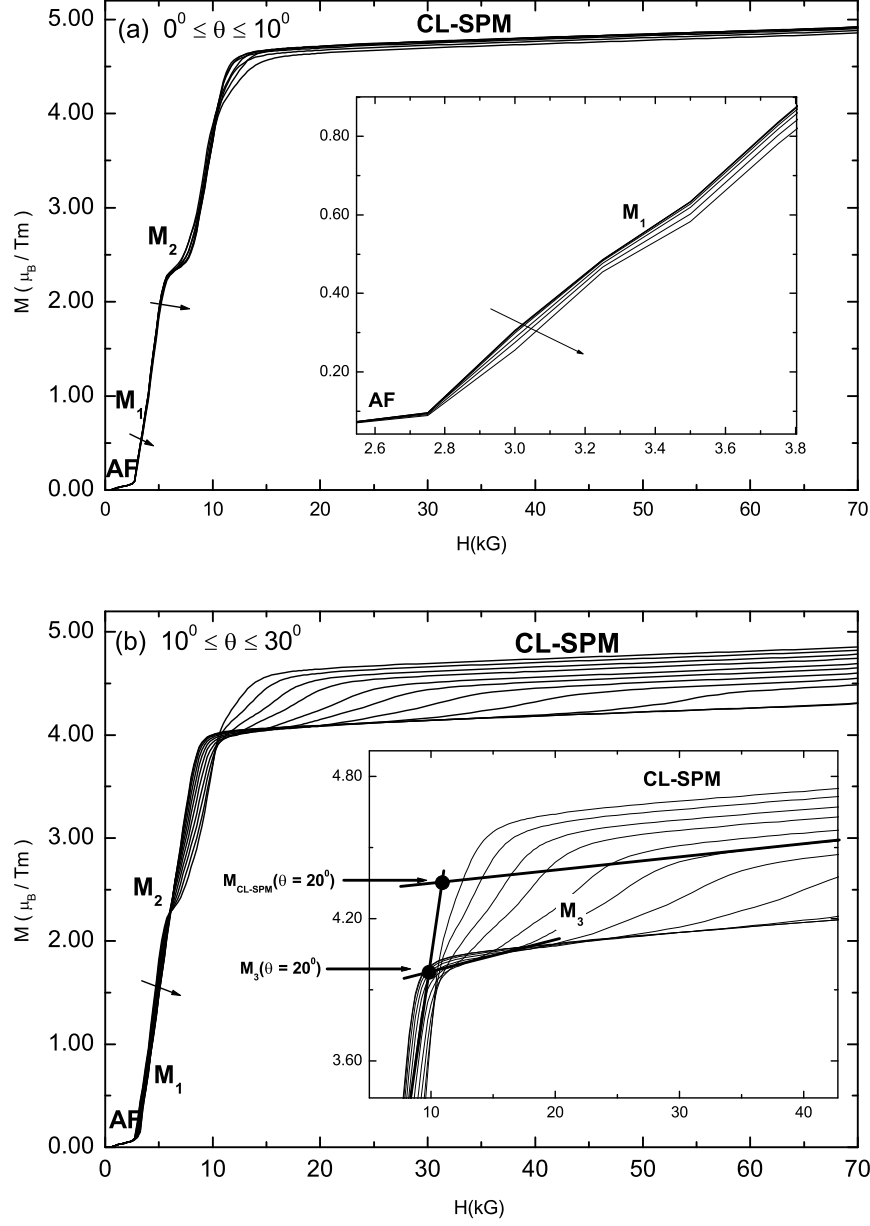 (a) 0⁰ ≤ θ ≤ 10⁰
CL-SPM
5.00
4.00
3.00
2.00
1.00
0.00
M ( μ_B / Tm )
M₂
M₁
AF
0.80
0.60
0.40
0.20
M₁
AF
2.6 2.8 3.0 3.2 3.4 3.6 3.8
0 10 20 30 40 50 60 70
H(kG)
(b) 10⁰ ≤ θ ≤ 30⁰
CL-SPM
5.00
4.00
3.00
2.00
1.00
0.00
M ( μ_B / Tm )
M₂
M₁
AF
4.80
4.20
3.60
CL-SPM
M_CL-SPM(θ = 20⁰)
M₃
M₃(θ = 20⁰)
10 20 30 40
0 10 20 30 40 50 60 70
H(kG)